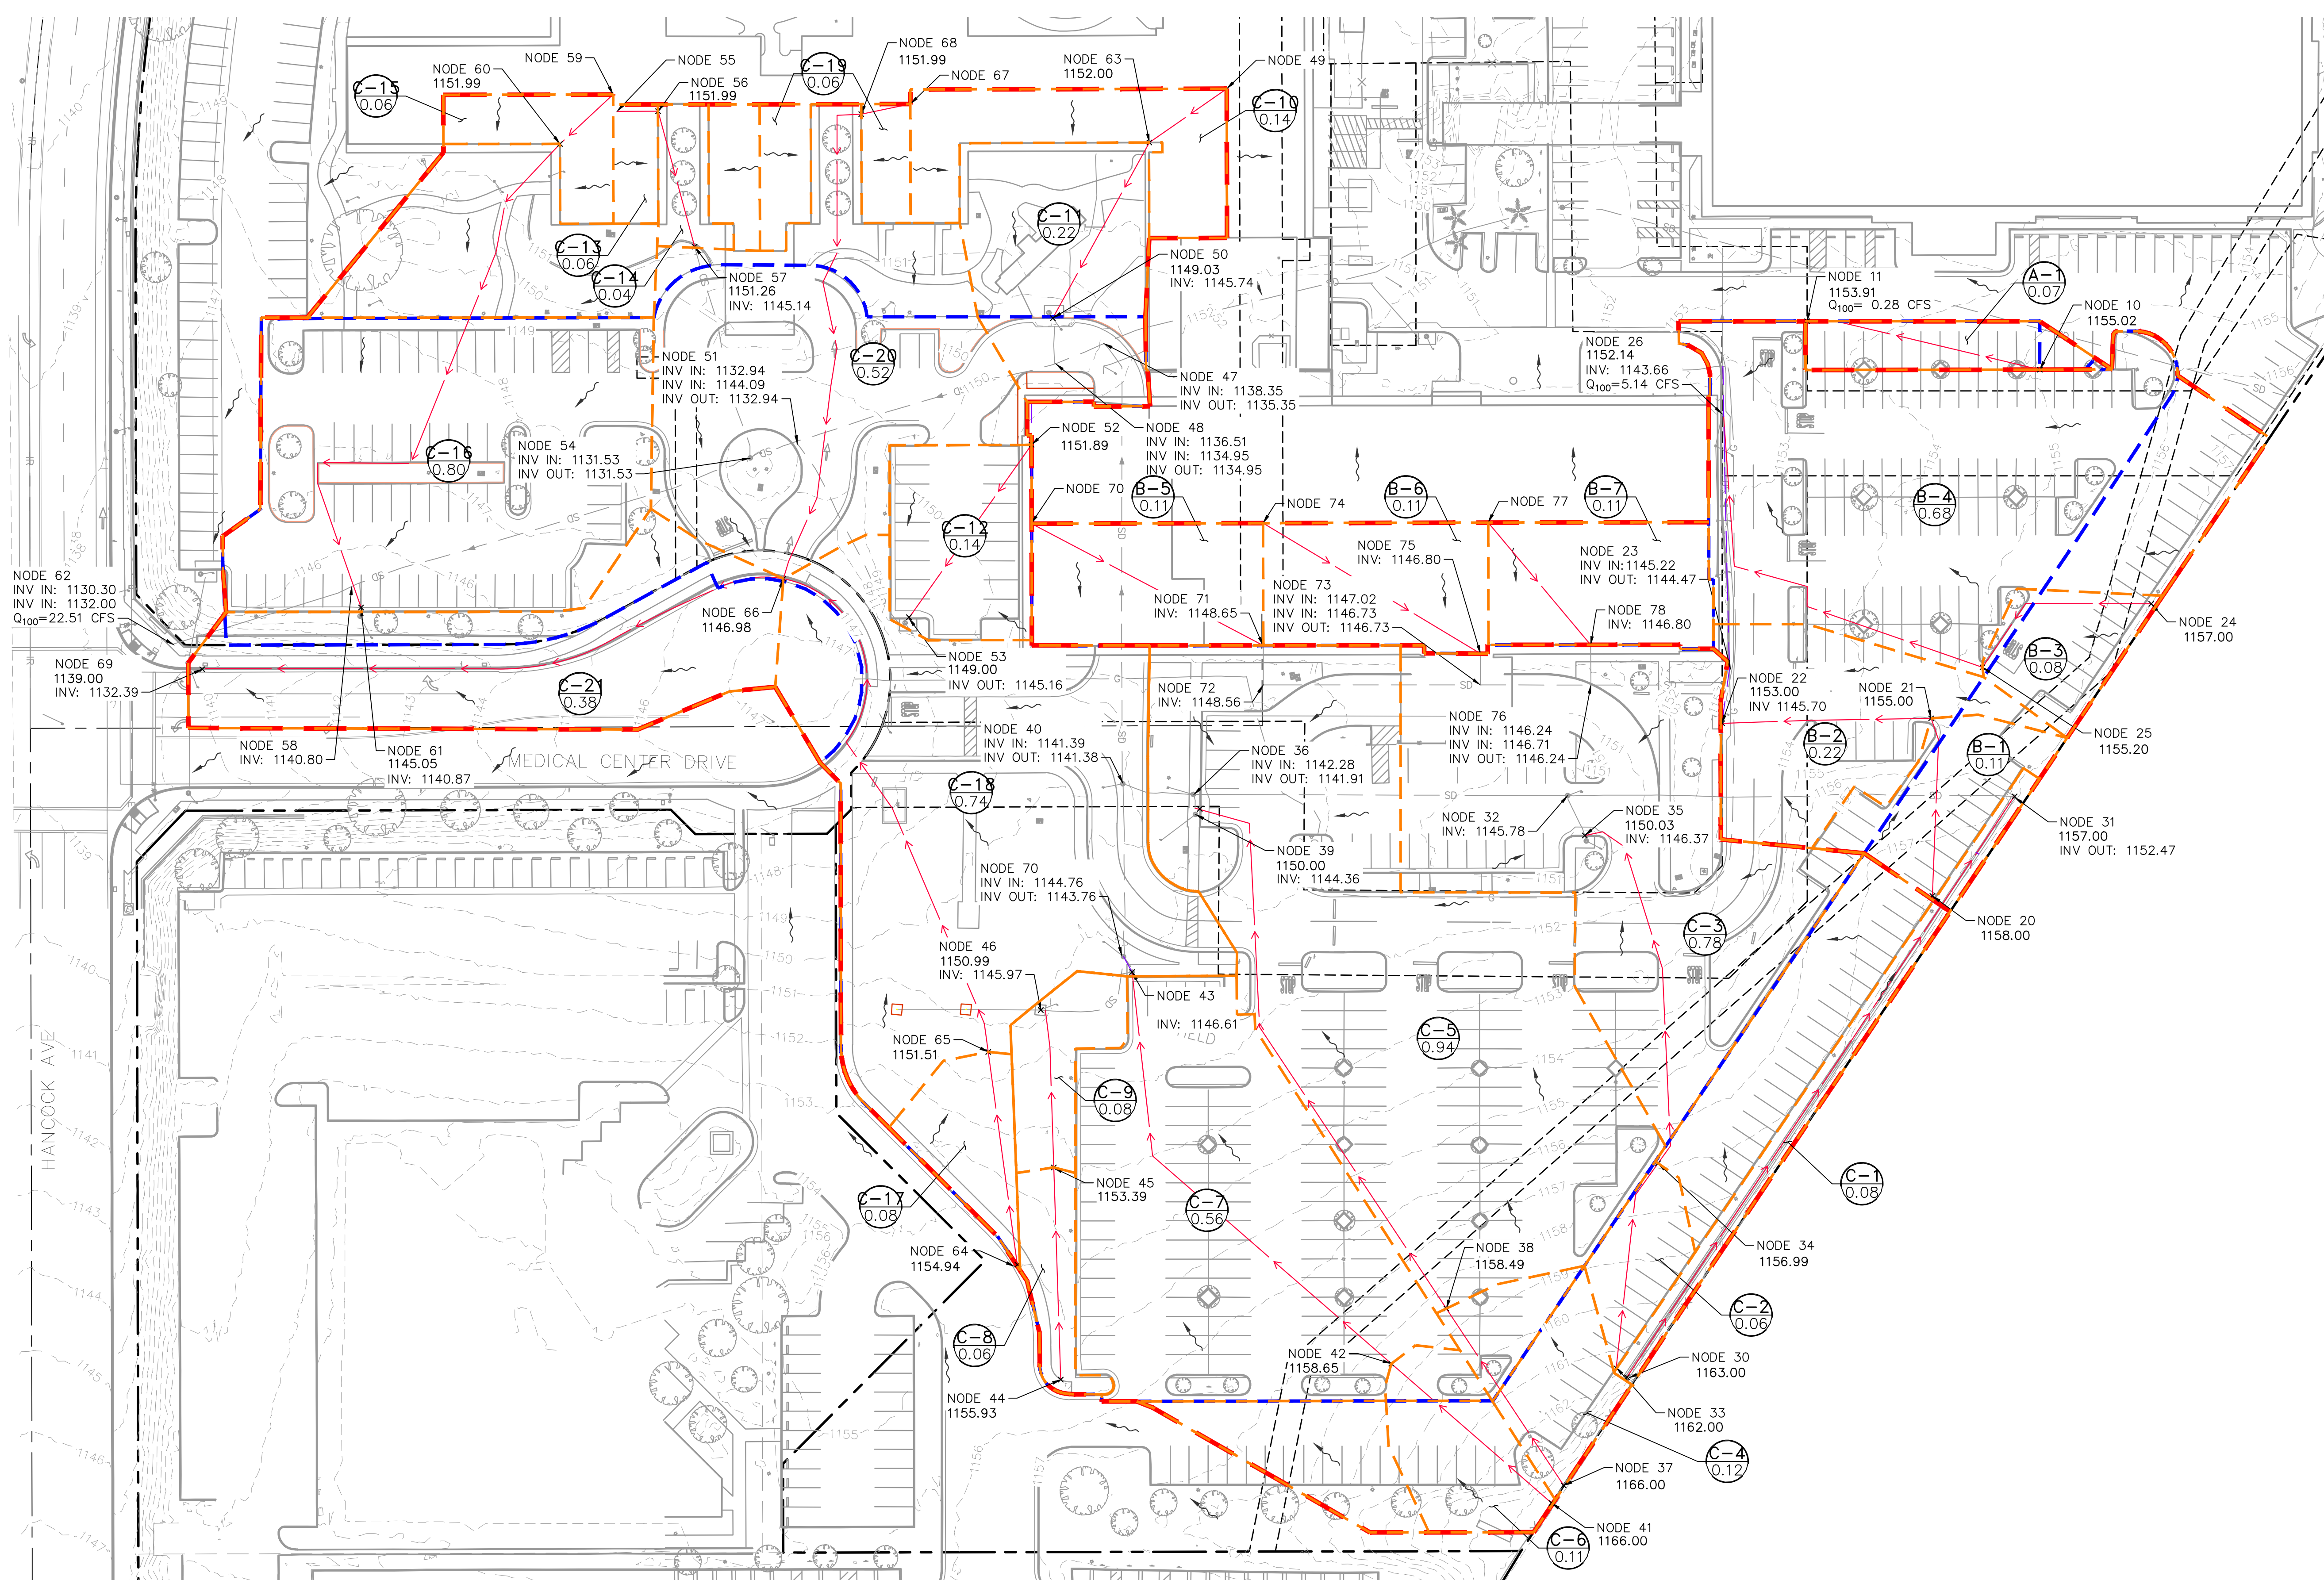 NODE 59
NODE 55
NODE 60
1151.99
C-15
0.06
NODE 56
1151.99
C-19
0.06
NODE 68
1151.99
NODE 67
NODE 63
1152.00
NODE 49
C-10
0.14
C-11
0.22
C-13
0.06
C-14
0.04
NODE 57
1151.26
INV: 1145.14
NODE 50
1149.03
INV: 1145.74
NODE 11
1153.91
Q100= 0.28 CFS
A-1
0.07
NODE 10
1155.02
NODE 26
1152.14
INV: 1143.66
Q100=5.14 CFS
NODE 51
INV IN: 1132.94
INV IN: 1144.09
INV OUT: 1132.94
C-20
0.52
NODE 47
INV IN: 1138.35
INV OUT: 1135.35
NODE 52
1151.89
NODE 48
INV IN: 1136.51
INV IN: 1134.95
INV OUT: 1134.95
NODE 54
INV IN: 1131.53
INV OUT: 1131.53
C-16
0.80
NODE 70
B-5
0.11
NODE 74
B-6
0.11
NODE 77
B-7
0.11
B-4
0.68
C-12
0.14
NODE 75
1146.80
NODE 23
INV IN:1145.22
INV OUT: 1144.47
NODE 62
INV IN: 1130.30
INV IN: 1132.00
Q100=22.51 CFS
NODE 66
1146.98
NODE 71
INV: 1148.65
NODE 73
INV IN: 1147.02
INV IN: 1146.73
INV OUT: 1146.73
NODE 78
INV: 1146.80
NODE 24
1157.00
B-3
0.08
NODE 69
1139.00
INV: 1132.39
C-21
0.38
NODE 53
1149.00
INV OUT: 1145.16
NODE 72
INV: 1148.56
NODE 22
1153.00
INV 1145.70
NODE 21
1155.00
NODE 25
1155.20
B-2
0.22
B-1
0.11
NODE 58
INV: 1140.80
NODE 61
1145.05
INV: 1140.87
MEDICAL CENTER DRIVE
NODE 40
INV IN: 1141.39
INV OUT: 1141.38
NODE 36
INV IN: 1142.28
INV OUT: 1141.91
NODE 76
INV IN: 1146.24
INV IN: 1146.71
INV OUT: 1146.24
C-18
0.74
NODE 32
INV: 1145.78
NODE 35
1150.03
INV: 1146.37
NODE 31
1157.00
INV OUT: 1152.47
NODE 39
1150.00
INV: 1144.36
NODE 70
INV IN: 1144.76
INV OUT: 1143.76
NODE 20
1158.00
C-3
0.78
NODE 46
1150.99
INV: 1145.97
NODE 43
INV: 1146.61
C-5
0.94
NODE 65
1151.51
C-9
0.08
HANCOCK AVE
NODE 45
1153.39
C-17
0.08
C-7
0.56
C-1
0.08
NODE 64
1154.94
NODE 38
1158.49
NODE 34
1156.99
C-2
0.06
C-8
0.06
NODE 42
1158.65
NODE 30
1163.00
NODE 44
1155.93
NODE 33
1162.00
C-4
0.12
NODE 37
1166.00
NODE 41
1166.00
C-6
0.11